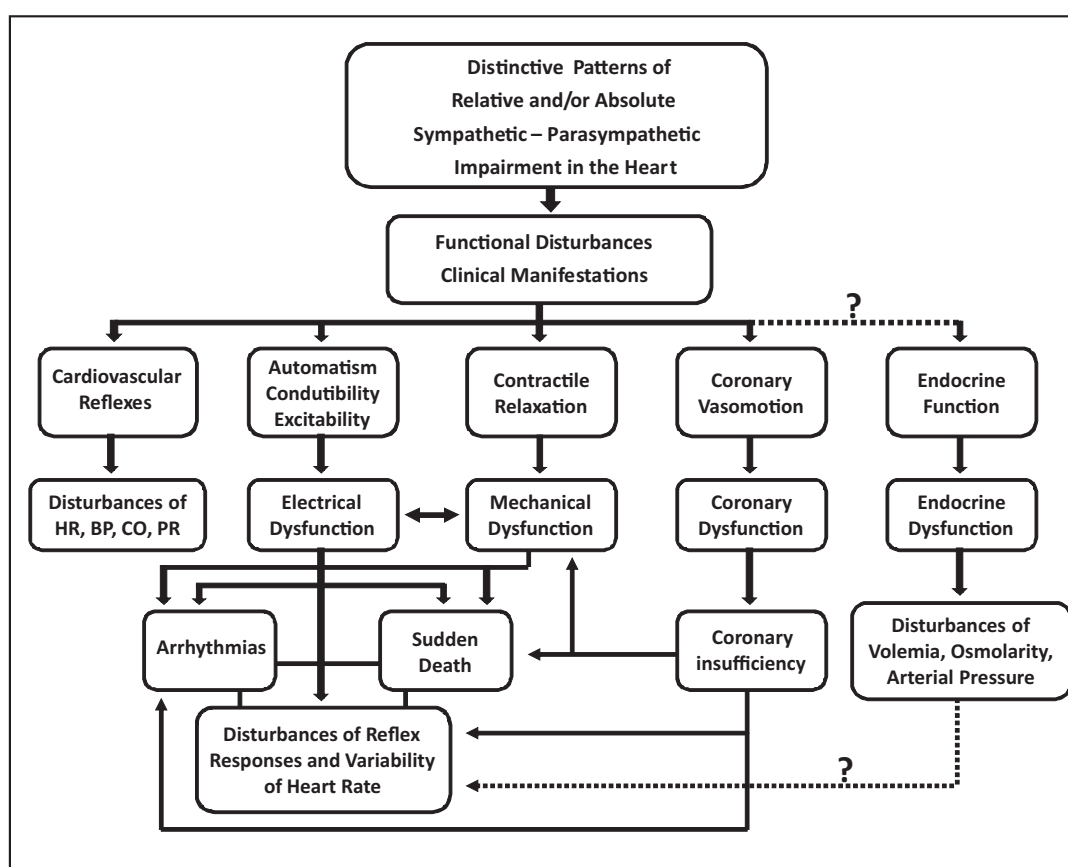 Distinctive Patterns of
Relative and/or Absolute
Sympathetic – Parasympathetic
Impairment in the Heart
Functional Disturbances
Clinical Manifestations
?
Cardiovascular
Reflexes
Automatism
Condutibility
Excitability
Contractile
Relaxation
Coronary
Vasomotion
Endocrine
Function
Disturbances of
HR, BP, CO, PR
Electrical
Dysfunction
Mechanical
Dysfunction
Coronary
Dysfunction
Endocrine
Dysfunction
Arrhythmias
Sudden
Death
Coronary
insufficiency
Disturbances of
Volemia, Osmolarity,
Arterial Pressure
Disturbances of Reflex
Responses and Variability
of Heart Rate
?